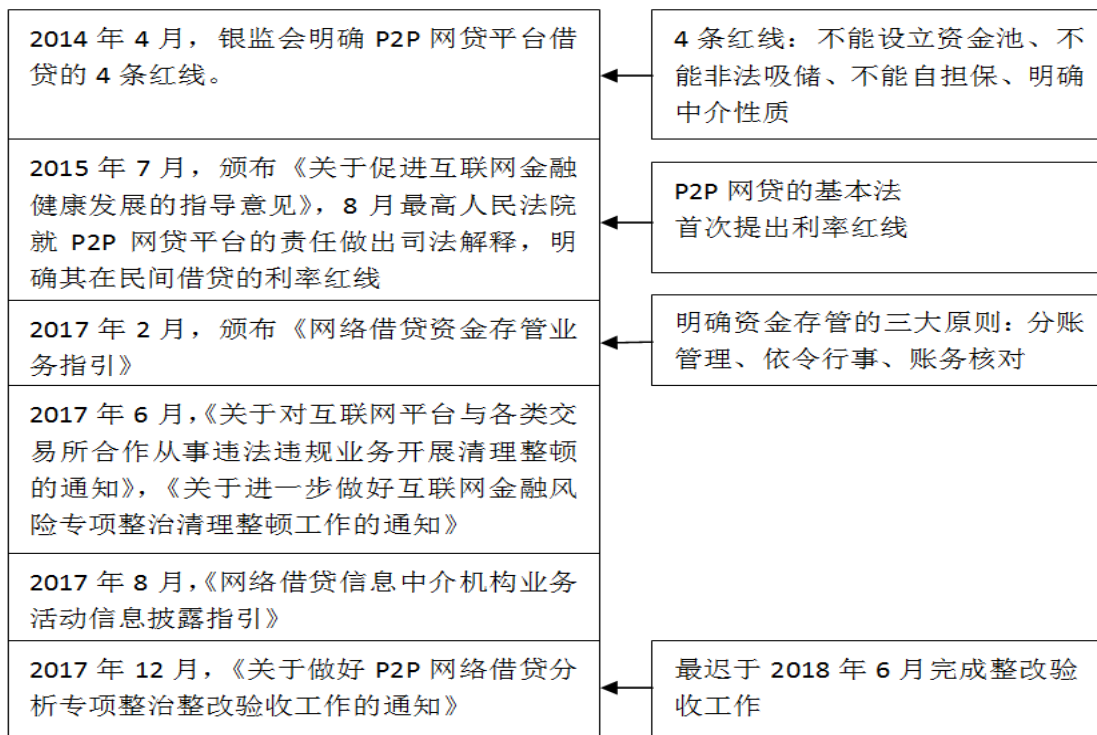 2014 年 4 月，银监会明确 P2P 网贷平台借
贷的 4 条红线。
4 条红线：不能设立资金池、不
能非法吸储、不能自担保、明确
中介性质
2015 年 7 月，颁布《关于促进互联网金融
健康发展的指导意见》，8 月最高人民法院
就 P2P 网贷平台的责任做出司法解释，明
确其在民间借贷的利率红线
P2P 网贷的基本法
首次提出利率红线
2017 年 2 月，颁布《网络借贷资金存管业
务指引》
明确资金存管的三大原则：分账
管理、依令行事、账务核对
2017 年 6 月，《关于对互联网平台与各类交
易所合作从事违法违规业务开展清理整顿
的通知》，《关于进一步做好互联网金融风
险专项整治清理整顿工作的通知》
2017 年 8 月，《网络借贷信息中介机构业务
活动信息披露指引》
2017 年 12 月，《关于做好 P2P 网络借贷分
析专项整治整改验收工作的通知》
最迟于 2018 年 6 月完成整改验
收工作